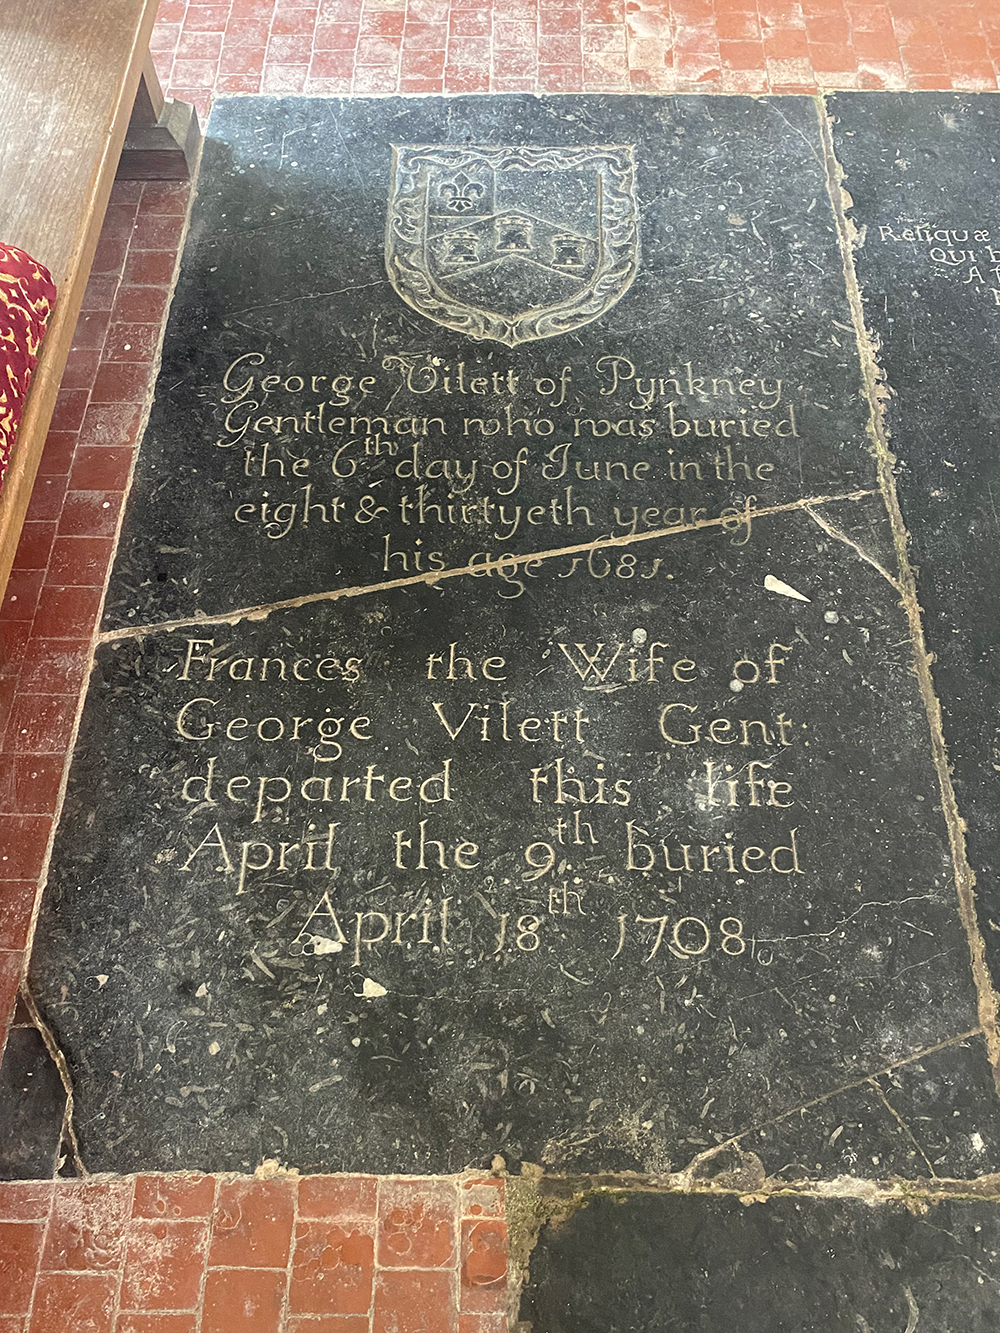 George Vilett of Pynkney
Gentleman who was buried
the 6th day of June in the
eight & thirtyeth year of
his age 1681.
Frances the Wife of
George Vilett Gent:
departed this life
April the 9th buried
April 18th 1708
Reliquæ
QUI